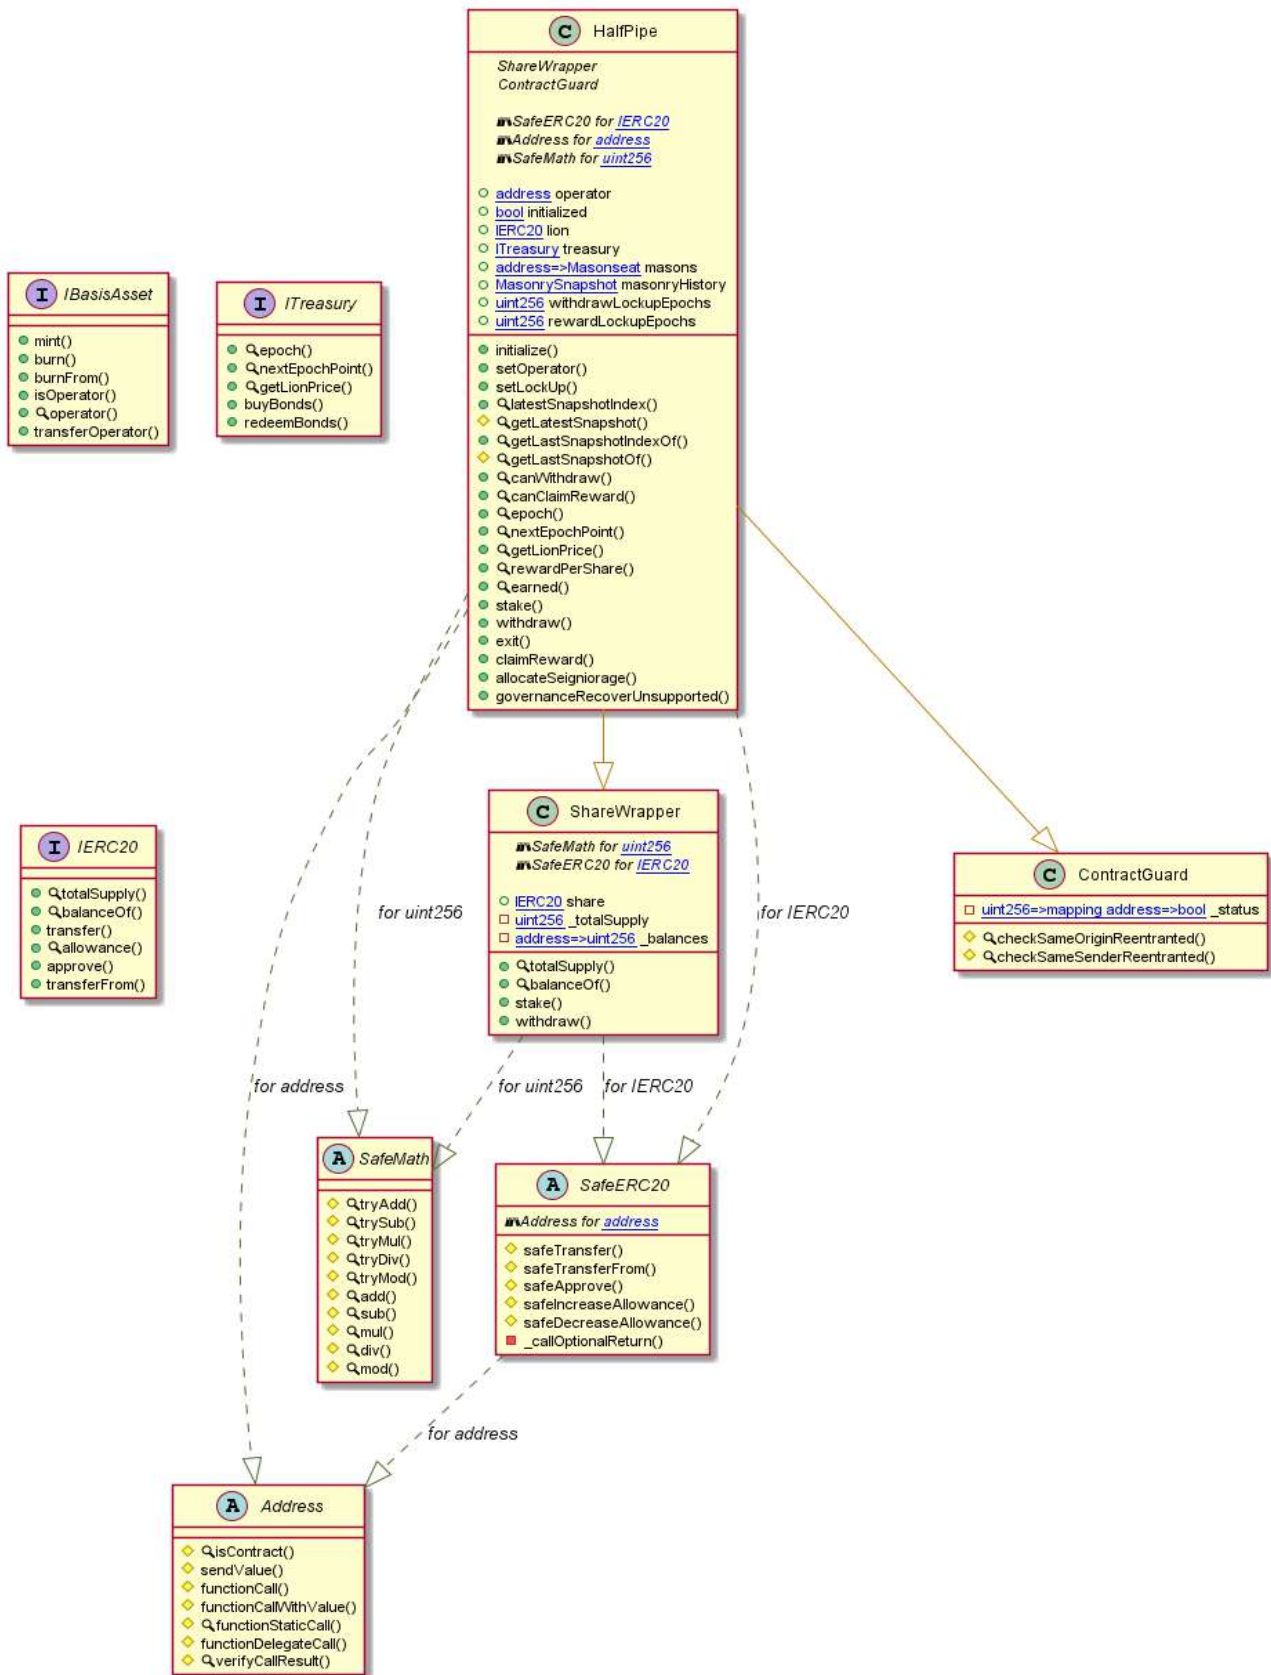 C HalfPipe
ShareWrapper
ContractGuard
SafeERC20 for IERC20
Address for address
SafeMath for uint256
address operator
bool initialized
IERC20 lion
ITreasury treasury
address=>Masonseat masons
MasonrySnapshot masonryHistory
uint256 withdrawLockupEpochs
uint256 rewardLockupEpochs
initialize()
setOperator()
setLockUp()
latestSnapshotIndex()
getLatestSnapshot()
getLastSnapshotIndexOf()
getLastSnapshotOf()
canWithdraw()
canClaimReward()
epoch()
nextEpochPoint()
getLionPrice()
rewardPerShare()
earned()
stake()
withdraw()
exit()
claimReward()
allocateSeigniorage()
governanceRecoverUnsupported()
I IBasisAsset
mint()
burn()
burnFrom()
isOperator()
operator()
transferOperator()
I ITreasury
epoch()
nextEpochPoint()
getLionPrice()
buyBonds()
redeemBonds()
I IERC20
totalSupply()
balanceOf()
transfer()
allowance()
approve()
transferFrom()
C ShareWrapper
SafeMath for uint256
SafeERC20 for IERC20
IERC20 share
uint256 _totalSupply
address=>uint256 _balances
totalSupply()
balanceOf()
stake()
withdraw()
C ContractGuard
uint256=>mapping address=>bool _status
checkSameOriginReentranted()
checkSameSenderReentranted()
for uint256
for IERC20
for address
for uint256
for IERC20
A SafeMath
tryAdd()
trySub()
tryMul()
tryDiv()
tryMod()
add()
sub()
mul()
div()
mod()
A SafeERC20
Address for address
safeTransfer()
safeTransferFrom()
safeApprove()
safeIncreaseAllowance()
safeDecreaseAllowance()
_callOptionalReturn()
for address
A Address
isContract()
sendValue()
functionCall()
functionCallWithValue()
functionStaticCall()
functionDelegateCall()
verifyCallResult()